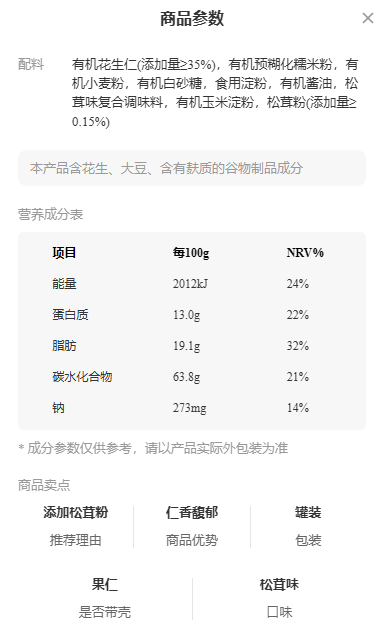 商品参数
配料 有机花生仁(添加量≥35%)，有机预糊化糯米粉，有
机小麦粉，有机白砂糖，食用淀粉，有机酱油，松
茸味复合调味料，有机玉米淀粉，松茸粉(添加量≥
0.15%)
本产品含花生、大豆、含有麸质的谷物制品成分
营养成分表
项目 每100g NRV%
能量 2012kJ 24%
蛋白质 13.0g 22%
脂肪 19.1g 32%
碳水化合物 63.8g 21%
钠 273mg 14%
* 成分参数仅供参考，请以产品实际外包装为准
商品卖点
添加松茸粉 仁香馥郁 罐装
推荐理由 商品优势 包装
果仁 松茸味
是否带壳 口味